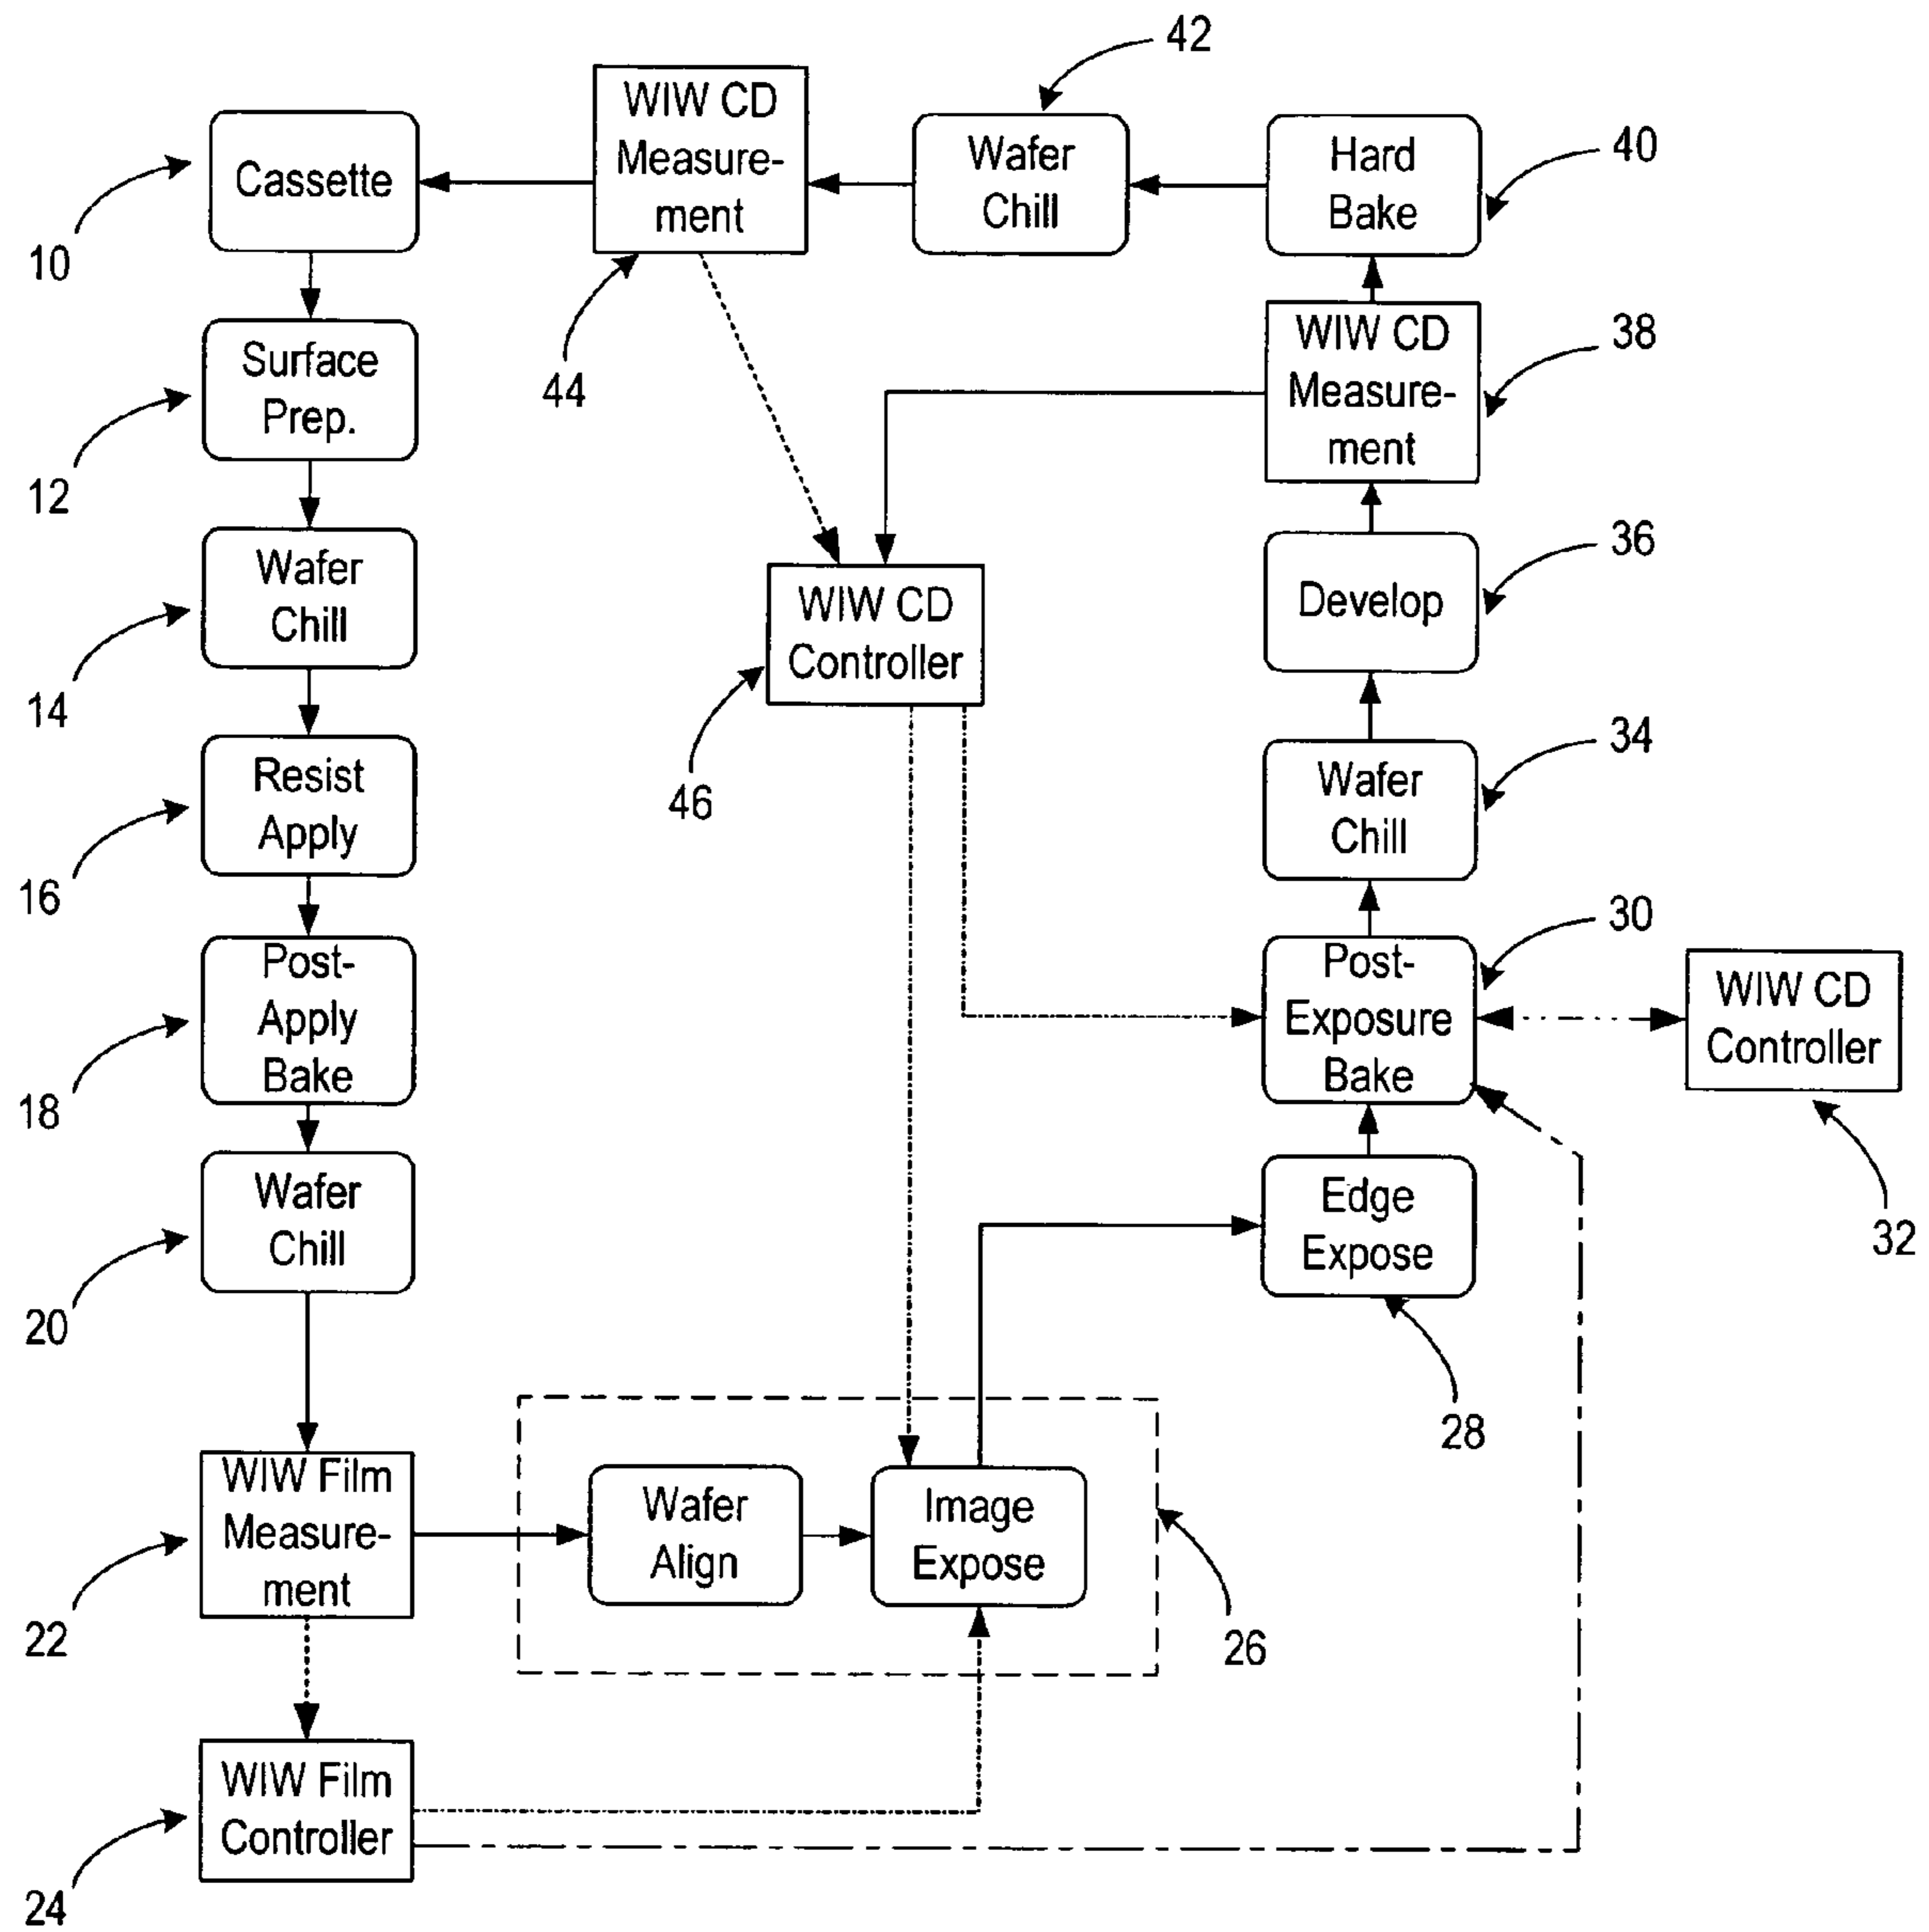 42
WIW CD
Measure-
ment
Cassette
Wafer
Chill
Hard
Bake
40
10
44
WIW CD
Measure-
ment
38
Surface
Prep.
12
Wafer
Chill
14
WIW CD
Controller
46
Develop
36
Resist
Apply
16
Wafer
Chill
34
Post-
Apply
Bake
18
Post-
Exposure
Bake
30
WIW CD
Controller
32
Wafer
Chill
20
Edge
Expose
28
WIW Film
Measure-
ment
22
Wafer
Align
Image
Expose
26
WIW Film
Controller
24